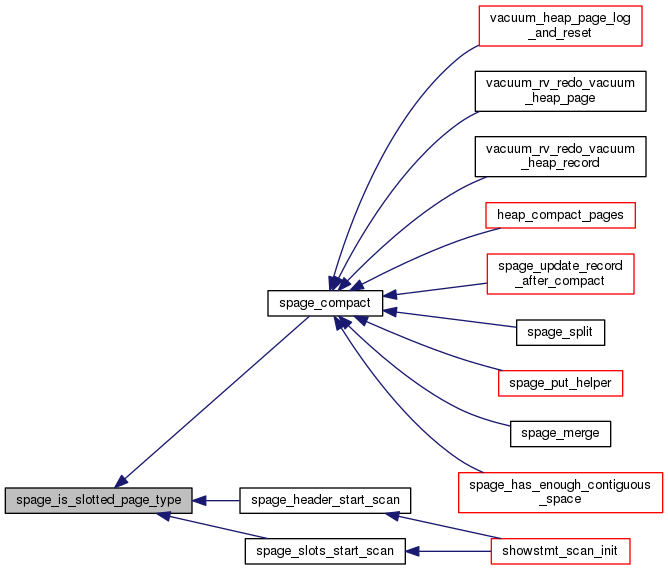 vacuum_heap_page_log
_and_reset
vacuum_rv_redo_vacuum
_heap_page
vacuum_rv_redo_vacuum
_heap_record
heap_compact_pages
spage_update_record
_after_compact
spage_compact
spage_split
spage_put_helper
spage_merge
spage_has_enough_contiguous
_space
spage_is_slotted_page_type
spage_header_start_scan
spage_slots_start_scan
showstmt_scan_init